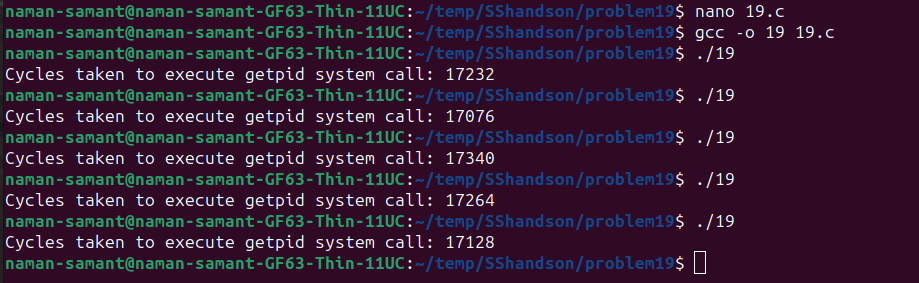 naman-samant@naman-samant-GF63-Thin-11UC:~/temp/SShandson/problem19$ nano 19.c
naman-samant@naman-samant-GF63-Thin-11UC:~/temp/SShandson/problem19$ gcc -o 19 19.c
naman-samant@naman-samant-GF63-Thin-11UC:~/temp/SShandson/problem19$ ./19
Cycles taken to execute getpid system call: 17232
naman-samant@naman-samant-GF63-Thin-11UC:~/temp/SShandson/problem19$ ./19
Cycles taken to execute getpid system call: 17076
naman-samant@naman-samant-GF63-Thin-11UC:~/temp/SShandson/problem19$ ./19
Cycles taken to execute getpid system call: 17340
naman-samant@naman-samant-GF63-Thin-11UC:~/temp/SShandson/problem19$ ./19
Cycles taken to execute getpid system call: 17264
naman-samant@naman-samant-GF63-Thin-11UC:~/temp/SShandson/problem19$ ./19
Cycles taken to execute getpid system call: 17128
naman-samant@naman-samant-GF63-Thin-11UC:~/temp/SShandson/problem19$